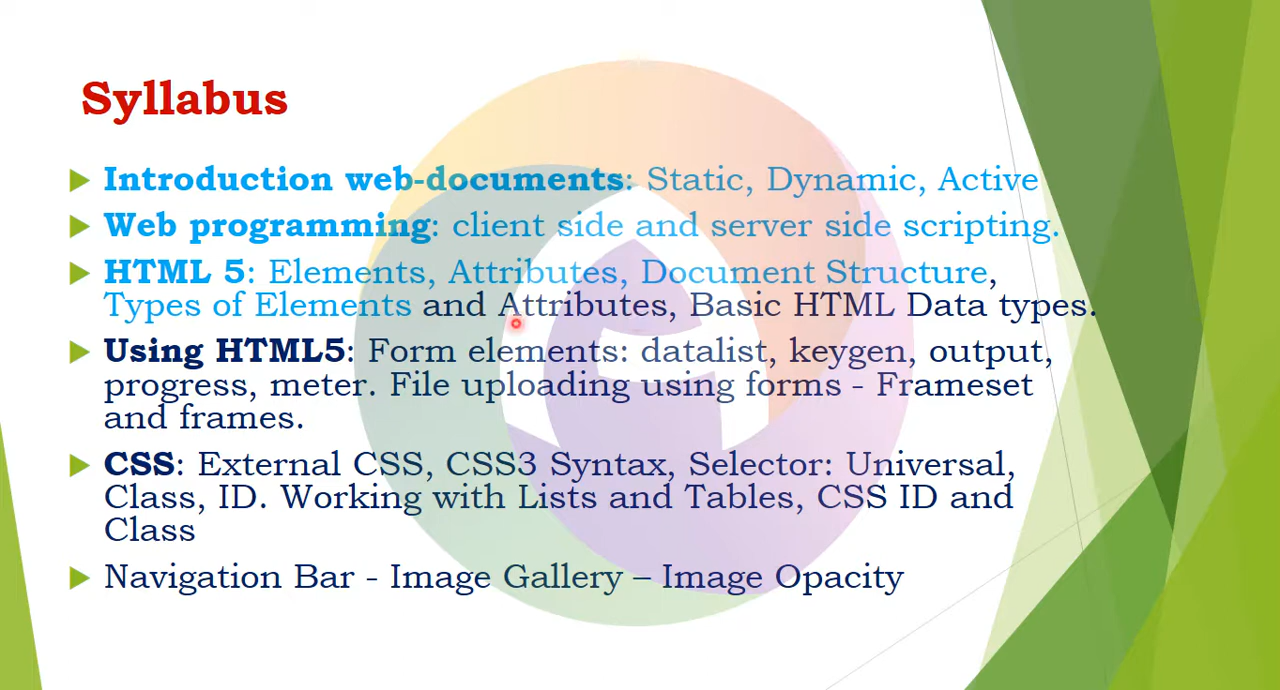 Syllabus
Introduction web-documents: Static, Dynamic, Active
Web programming: client side and server side scripting.
HTML 5: Elements, Attributes, Document Structure,
Types of Elements and Attributes, Basic HTML Data types.
Using HTML5: Form elements: datalist, keygen, output,
progress, meter. File uploading using forms - Frameset
and frames.
CSS: External CSS, CSS3 Syntax, Selector: Universal,
Class, ID. Working with Lists and Tables, CSS ID and
Class
Navigation Bar - Image Gallery – Image Opacity